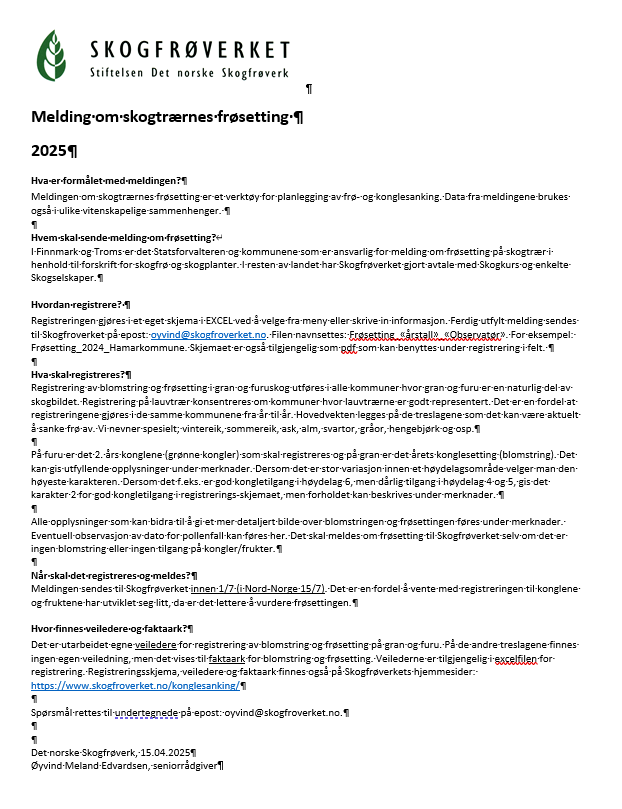 SKOGFRØVERKET
Stiftelsen Det norske Skogfrøverk
¶
Melding·om·skogtrærnes·frøsetting·¶
2025¶
Hva·er·formålet·med·meldingen?¶
Meldingen·om·skogtrærnes·frøsetting·er·et·verktøy·for·planlegging·av·frø-·og·konglesanking.·Data·fra·meldingene·brukes·
også·i·ulike·vitenskapelige·sammenhenger.·¶
¶
Hvem·skal·sende·melding·om·frøsetting?↵
I·Finnmark·og·Troms·er·det·Statsforvalteren·og·kommunene·som·er·ansvarlig·for·melding·om·frøsetting·på·skogtrær·i·
henhold·til·forskrift·for·skogfrø·og·skogplanter.·I·resten·av·landet·har·Skogfrøverket·gjort·avtale·med·Skogkurs·og·enkelte·
Skogselskaper.¶
Hvordan·registrere?·¶
Registreringen·gjøres·i·et·eget·skjema·i·EXCEL·ved·å·velge·fra·meny·eller·skrive·in·informasjon.·Ferdig·utfylt·melding·sendes·
til·Skogfrøverket·på·epost:·oyvind@skogfroverket.no.·Filen·navnsettes:·Frøsetting_«årstall»_«Observatør».·For·eksempel:·
Frøsetting_2024_Hamarkommune.·Skjemaet·er·også·tilgjengelig·som·pdf·som·kan·benyttes·under·registrering·i·felt.·¶
¶
Hva·skal·registreres?¶
Registrering·av·blomstring·og·frøsetting·i·gran·og·furuskog·utføres·i·alle·kommuner·hvor·gran·og·furu·er·en·naturlig·del·av·
skogbildet.·Registrering·på·lauvtrær·konsentreres·om·kommuner·hvor·lauvtrærne·er·godt·representert.·Det·er·en·fordel·at·
registreringene·gjøres·i·de·samme·kommunene·fra·år·til·år.·Hovedvekten·legges·på·de·treslagene·som·det·kan·være·aktuelt·
å·sanke·frø·av.·Vi·nevner·spesielt;·vintereik,·sommereik,·ask,·alm,·svartor,·gråor,·hengebjørk·og·osp.¶
¶
På·furu·er·det·2.·års·konglene·(grønne·kongler)·som·skal·registreres·og·på·gran·er·det·årets·konglesetting·(blomstring).·Det·
kan·gis·utfyllende·opplysninger·under·merknader.·Dersom·det·er·stor·variasjon·innen·et·høydelagsområde·velger·man·den·
høyeste·karakteren.·Dersom·det·f.eks.·er·god·kongletilgang·i·høydelag·6,·men·dårlig·tilgang·i·høydelag·4·og·5,·gis·det·
karakter·2·for·god·kongletilgang·i·registrerings-skjemaet,·men·forholdet·kan·beskrives·under·merknader.·¶
¶
Alle·opplysninger·som·kan·bidra·til·å·gi·et·mer·detaljert·bilde·over·blomstringen·og·frøsettingen·føres·under·merknader.·
Eventuell·observasjon·av·dato·for·pollenfall·kan·føres·her.·Det·skal·meldes·om·frøsetting·til·Skogfrøverket·selv·om·det·er·
ingen·blomstring·eller·ingen·tilgang·på·kongler/frukter.¶
¶
Når·skal·det·registreres·og·meldes?¶
Meldingen·sendes·til·Skogfrøverket·innen·1/7·(i·Nord-Norge·15/7).·Det·er·en·fordel·å·vente·med·registreringen·til·konglene·
og·fruktene·har·utviklet·seg·litt,·da·er·det·lettere·å·vurdere·frøsettingen.¶
Hvor·finnes·veiledere·og·faktaark?¶
Det·er·utarbeidet·egne·veiledere·for·registrering·av·blomstring·og·frøsetting·på·gran·og·furu.·På·de·andre·treslagene·finnes·
ingen·egen·veiledning,·men·det·vises·til·faktaark·for·blomstring·og·frøsetting.·Veilederne·er·tilgjengelig·i·excelfilen·for·
registrering.·Registreringsskjema,·veiledere·og·faktaark·finnes·også·på·Skogfrøverkets·hjemmesider:·
https://www.skogfroverket.no/konglesanking/¶
¶
Spørsmål·rettes·til·undertegnede·på·epost:·oyvind@skogfroverket.no.¶
¶
¶
Det·norske·Skogfrøverk,·15.04.2025¶
Øyvind·Meland·Edvardsen,·seniorrådgiver¶